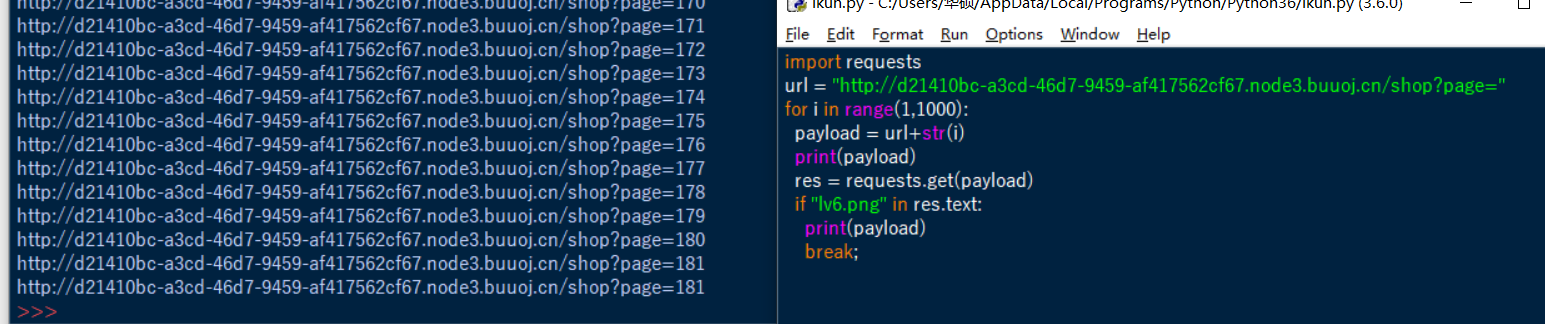 http://d21410bc-a3cd-46d7-9459-af417562cf67.node3.buuoj.cn/shop?page=170
http://d21410bc-a3cd-46d7-9459-af417562cf67.node3.buuoj.cn/shop?page=171
http://d21410bc-a3cd-46d7-9459-af417562cf67.node3.buuoj.cn/shop?page=172
http://d21410bc-a3cd-46d7-9459-af417562cf67.node3.buuoj.cn/shop?page=173
http://d21410bc-a3cd-46d7-9459-af417562cf67.node3.buuoj.cn/shop?page=174
http://d21410bc-a3cd-46d7-9459-af417562cf67.node3.buuoj.cn/shop?page=175
http://d21410bc-a3cd-46d7-9459-af417562cf67.node3.buuoj.cn/shop?page=176
http://d21410bc-a3cd-46d7-9459-af417562cf67.node3.buuoj.cn/shop?page=177
http://d21410bc-a3cd-46d7-9459-af417562cf67.node3.buuoj.cn/shop?page=178
http://d21410bc-a3cd-46d7-9459-af417562cf67.node3.buuoj.cn/shop?page=179
http://d21410bc-a3cd-46d7-9459-af417562cf67.node3.buuoj.cn/shop?page=180
http://d21410bc-a3cd-46d7-9459-af417562cf67.node3.buuoj.cn/shop?page=181
http://d21410bc-a3cd-46d7-9459-af417562cf67.node3.buuoj.cn/shop?page=181
>>>
ikun.py - C:/Users/华硕/AppData/Local/Programs/Python/Python36/ikun.py (3.6.0)
File Edit Format Run Options Window Help
import requests
url = "http://d21410bc-a3cd-46d7-9459-af417562cf67.node3.buuoj.cn/shop?page="
for i in range(1,1000):
  payload = url+str(i)
  print(payload)
  res = requests.get(payload)
  if "lv6.png" in res.text:
    print(payload)
    break;